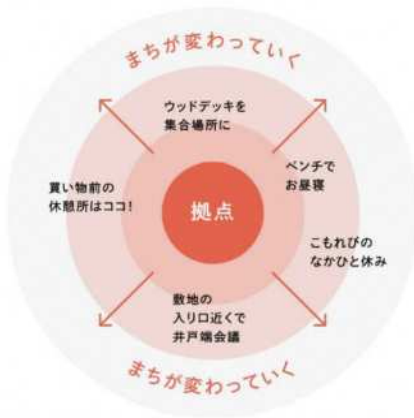 まちが変わっていく
ウッドデッキを
集合場所に
ベンチで
お昼寝
買い物前の
休憩所はココ!
拠点
こもれびの
なかひと休み
敷地の
入り口近くで
井戸端会議
まちが変わっていく